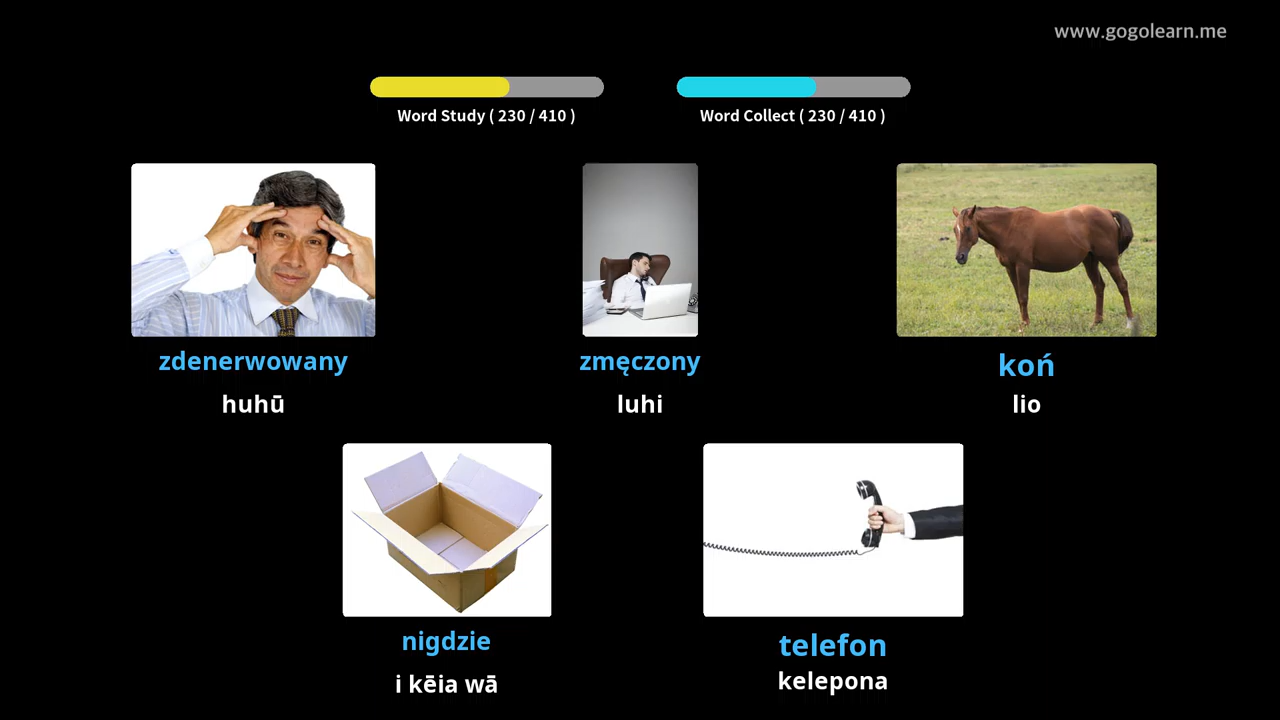 www.gogolearn.me
Word Study ( 230 / 410 )
Word Collect ( 230 / 410 )
zdenerwowany
huhū
zmęczony
luhi
koń
lio
nigdzie
i kēia wā
telefon
kelepona